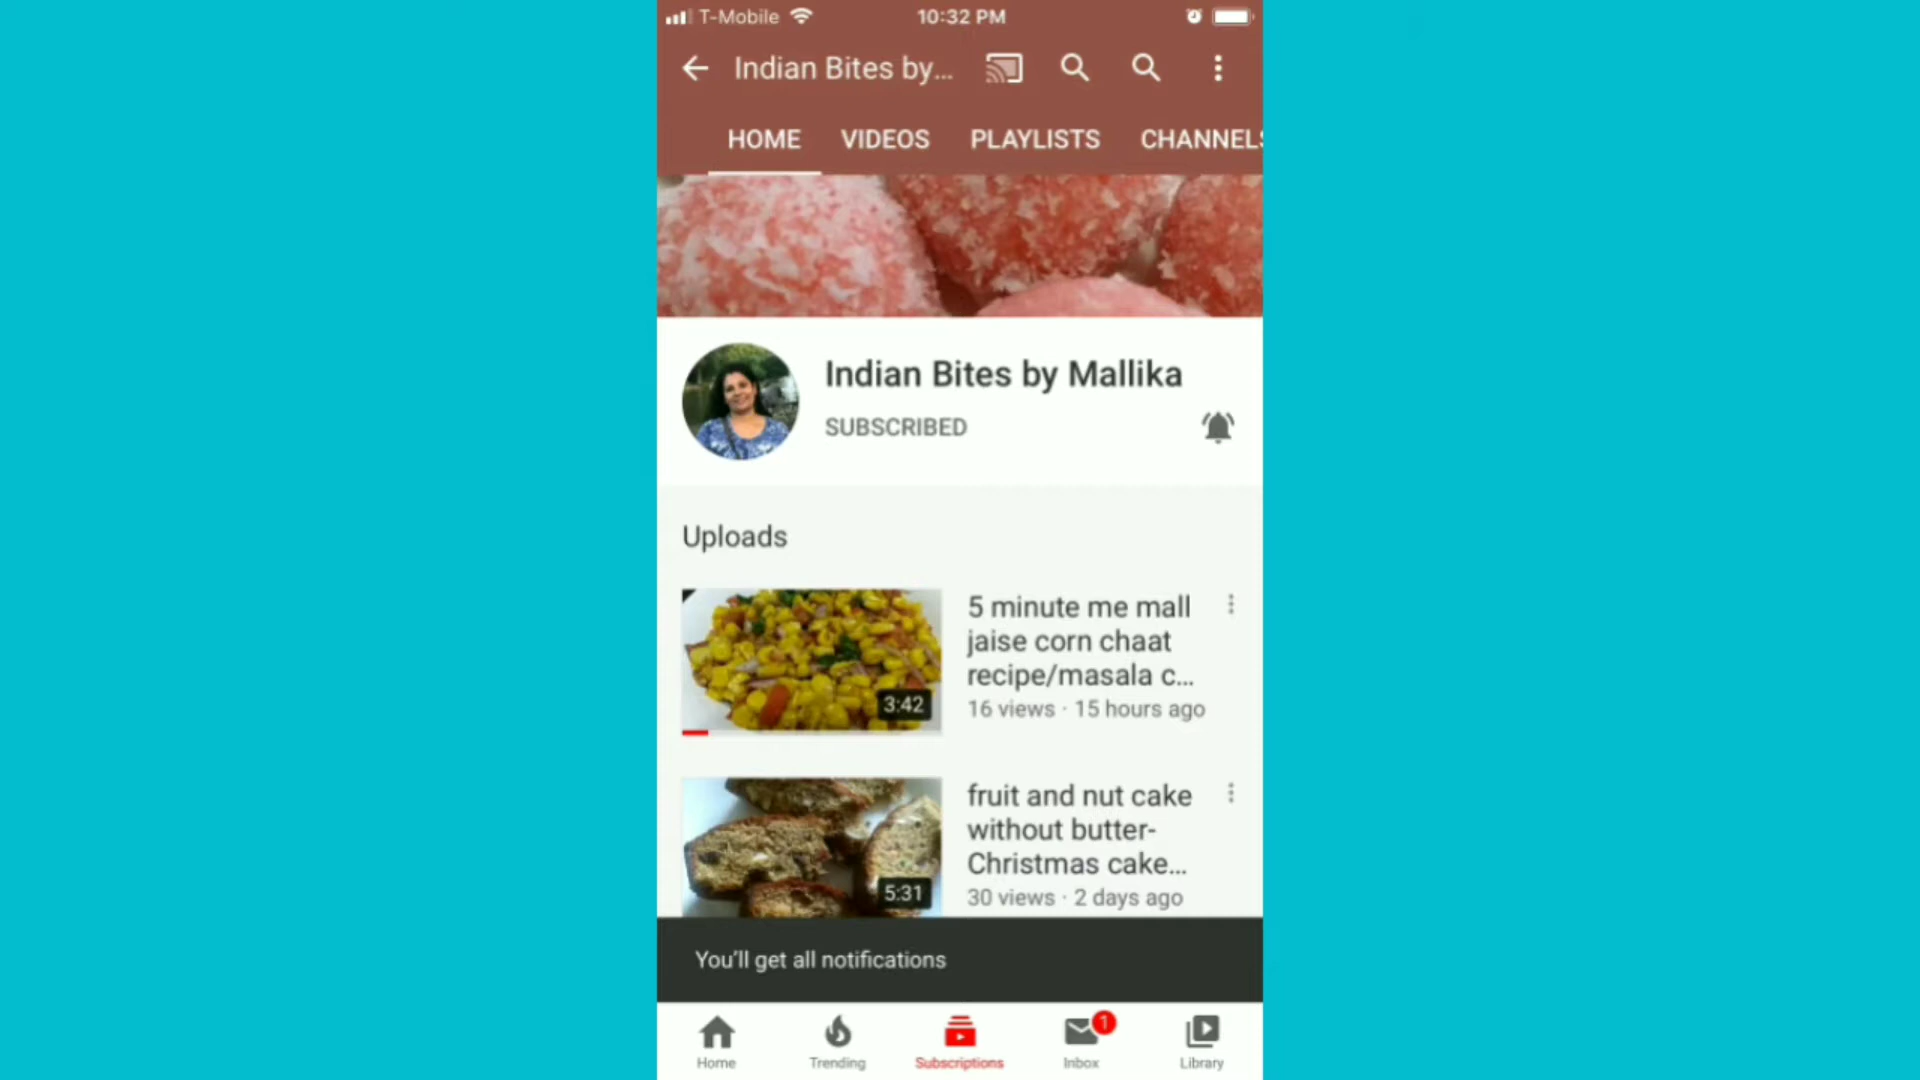 T-Mobile 10:32 PM
Indian Bites by...
HOME VIDEOS PLAYLISTS CHANNELS
Indian Bites by Mallika
SUBSCRIBED
Uploads
5 minute me mall
jaise corn chaat
recipe/masala c...
3:42
16 views · 15 hours ago
fruit and nut cake
without butter-
Christmas cake...
5:31
30 views · 2 days ago
You'll get all notifications
1
Home Trending Subscriptions Inbox Library